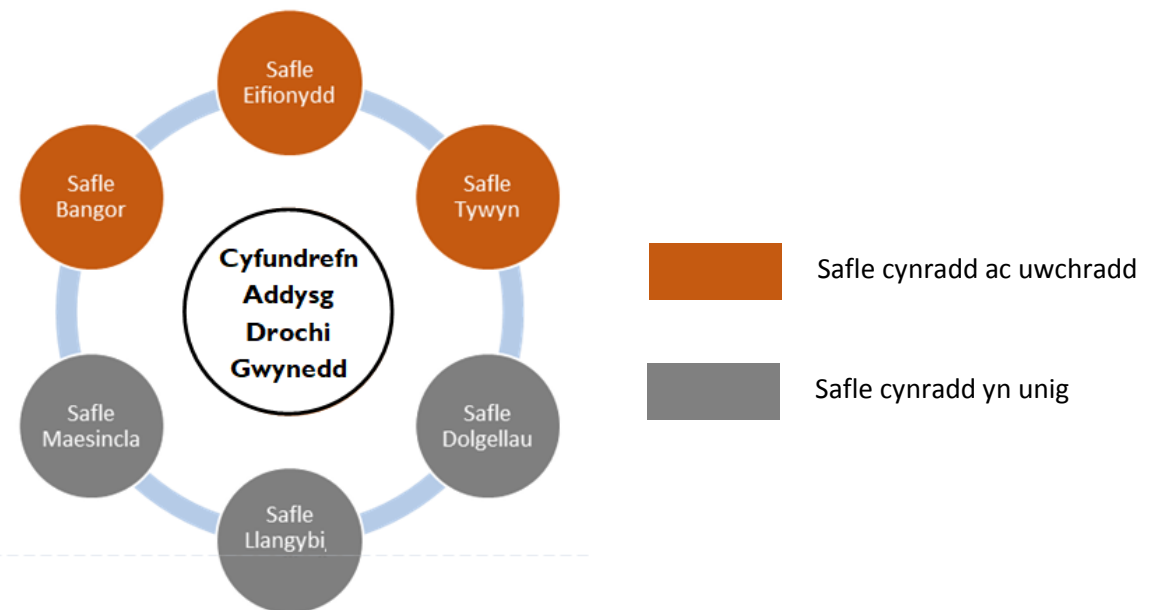 Safle
Eifionydd
Safle
Bangor
Safle
Tywyn
Cyfundrefn
Addysg
Drochi
Gwynedd
Safle
Maesincla
Safle
Dolgellau
Safle
Llangybi
Safle cynradd ac uwchradd
Safle cynradd yn unig